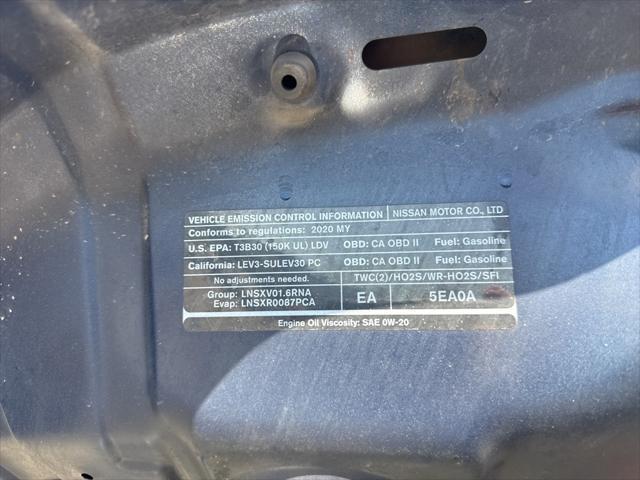 VEHICLE EMISSION CONTROL INFORMATION NISSAN MOTOR CO., LTD
Conforms to regulations: 2020 MY
U.S. EPA: T3B30 (150K UL) LDV OBD: CA OBD II Fuel: Gasoline
California: LEV3-SULEV30 PC OBD: CA OBD II Fuel: Gasoline
No adjustments needed. TWC(2)/HO2S/WR-HO2S/SFI
Group: LNSXV01.6RNA
Evap: LNSXR0087PCA
EA 5EA0A
Engine Oil Viscosity: SAE 0W-20